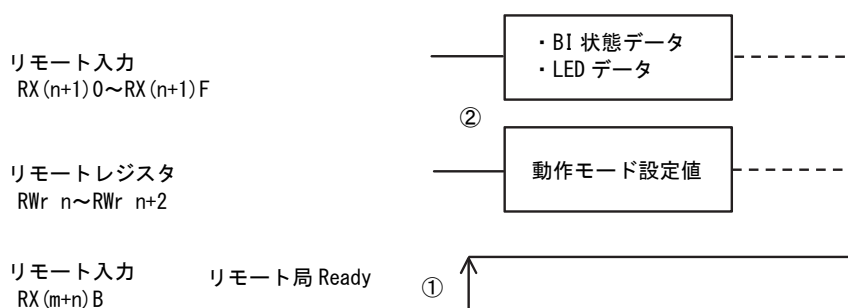 リモート入力
RX(n+1)0～RX(n+1)F
・BI 状態データ
・LED データ
②
リモートレジスタ
RWr n～RWr n+2
動作モード設定値
リモート入力
RX(m+n)B
リモート局 Ready
①